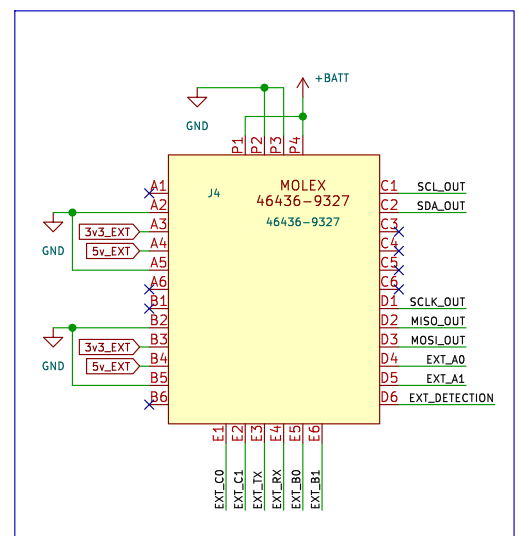 +BATT
GND
P1
P2
P3
P4
J4
MOLEX
46436-9327
46436-9327
A1
A2
A3
A4
A5
A6
B1
B2
B3
B4
B5
B6
GND
3v3_EXT
5v_EXT
GND
3v3_EXT
5v_EXT
C1 SCL_OUT
C2 SDA_OUT
C3
C4
C5
C6
D1 SCLK_OUT
D2 MISO_OUT
D3 MOSI_OUT
D4 EXT_A0
D5 EXT_A1
D6 EXT_DETECTION
E1
E2
E3
E4
E5
E6
EXT_C0
EXT_C1
EXT_TX
EXT_RX
EXT_B0
EXT_B1